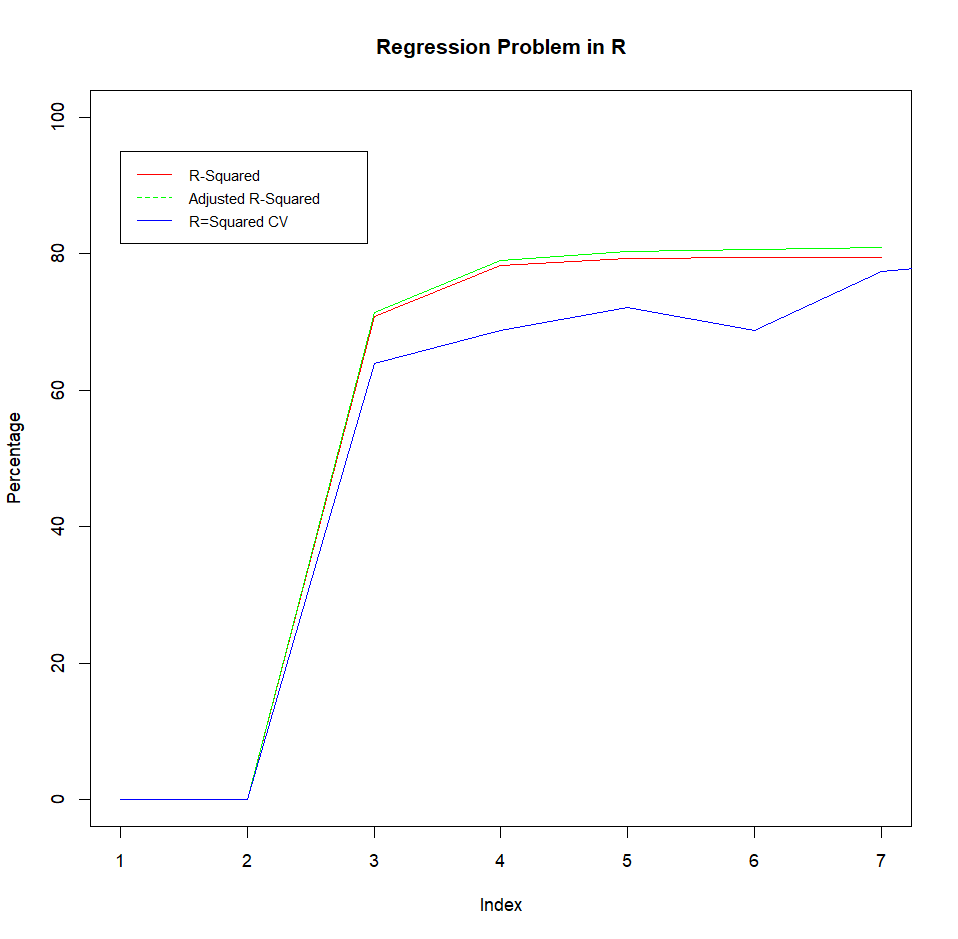 Regression Problem in R
100
80
60
40
20
0
Percentage
R-Squared
Adjusted R-Squared
R=Squared CV
1 2 3 4 5 6 7
Index